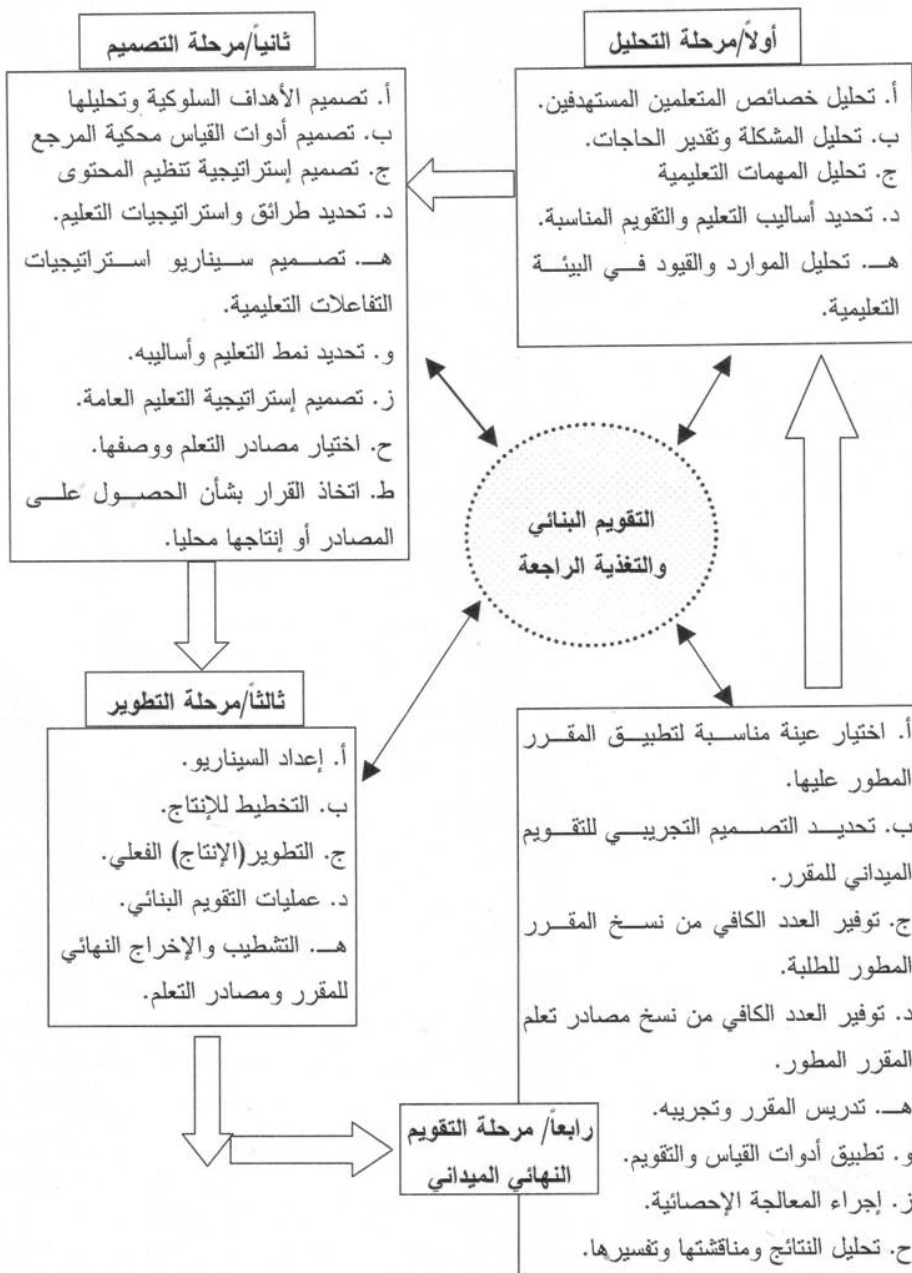 أولاً/مرحلة التحليل
أ. تحليل خصائص المتعلمين المستهدفين.
ب. تحليل المشكلة وتقدير الحاجات.
ج. تحليل المهمات التعليمية
د. تحديد أساليب التعليم والتقويم المناسبة.
هـ. تحليل الموارد والقيود في البيئة
التعليمية.
ثانياً/مرحلة التصميم
أ. تصميم الأهداف السلوكية وتحليلها
ب. تصميم أدوات القياس محكية المرجع
ج. تصميم إستراتيجية تنظيم المحتوى
د. تحديد طرائق واستراتيجيات التعليم.
هـ. تصميم سيناريو استراتيجيات
التفاعلات التعليمية.
و. تحديد نمط التعليم وأساليبه.
ز. تصميم إستراتيجية التعليم العامة.
ح. اختيار مصادر التعلم ووصفها.
ط. اتخاذ القرار بشأن الحصول على
المصادر أو إنتاجها محليا.
التقويم البنائي
والتغذية الراجعة
ثالثاً/مرحلة التطوير
أ. إعداد السيناريو.
ب. التخطيط للإنتاج.
ج. التطوير(الإنتاج) الفعلي.
د. عمليات التقويم البنائي.
هـ. التشطيب والإخراج النهائي
للمقرر ومصادر التعلم.
رابعاً/ مرحلة التقويم
النهائي الميداني
أ. اختيار عينة مناسبة لتطبيق المقرر
المطور عليها.
ب. تحديد التصميم التجريبي للتقويم
الميداني للمقرر.
ج. توفير العدد الكافي من نسخ المقرر
المطور للطلبة.
د. توفير العدد الكافي من نسخ مصادر تعلم
المقرر المطور.
هـ. تدريس المقرر وتجريبه.
و. تطبيق أدوات القياس والتقويم.
ز. إجراء المعالجة الإحصائية.
ح. تحليل النتائج ومناقشتها وتفسيرها.